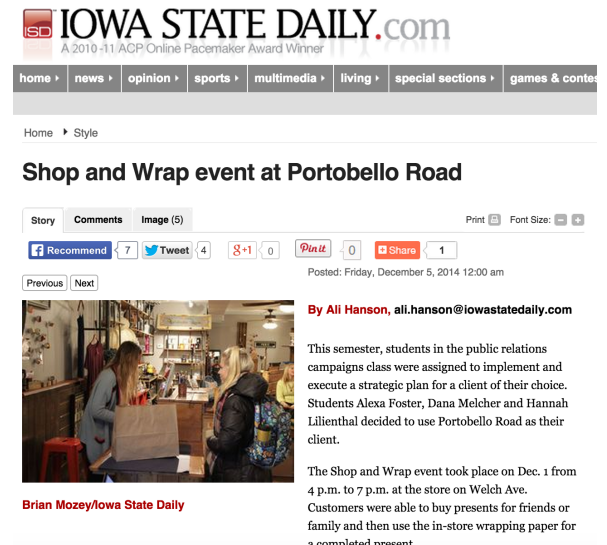 ISD IOWA STATE DAILY.com
A 2010 -11 ACP Online Pacemaker Award Winner
home news opinion sports multimedia living special sections games & contes
Home Style
Shop and Wrap event at Portobello Road
Story Comments Image (5) Print Font Size: − +
f Recommend 7 Tweet 4 g+1 0 Pinit 0 Share 1
Posted: Friday, December 5, 2014 12:00 am
Previous Next
By Ali Hanson, ali.hanson@iowastatedaily.com
This semester, students in the public relations
campaigns class were assigned to implement and
execute a strategic plan for a client of their choice.
Students Alexa Foster, Dana Melcher and Hannah
Lilienthal decided to use Portobello Road as their
client.
The Shop and Wrap event took place on Dec. 1 from
4 p.m. to 7 p.m. at the store on Welch Ave.
Customers were able to buy presents for friends or
family and then use the in-store wrapping paper for
a completed present
Brian Mozey/Iowa State Daily